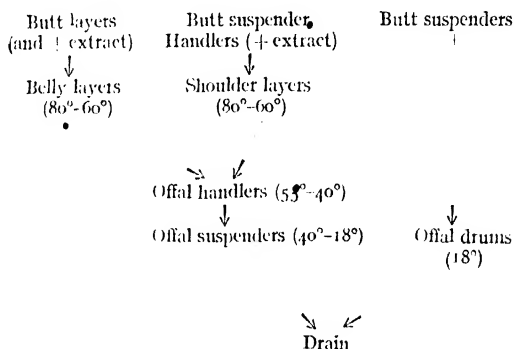 Butt layers
(and + extract)
Butt suspender
Handlers (+ extract)
Butt suspenders
Belly layers
(80°-60°)
Shoulder layers
(80°-60°)
Offal handlers (55°-40°)
Offal suspenders (40°-18°)
Offal drums
(18°)
Drain